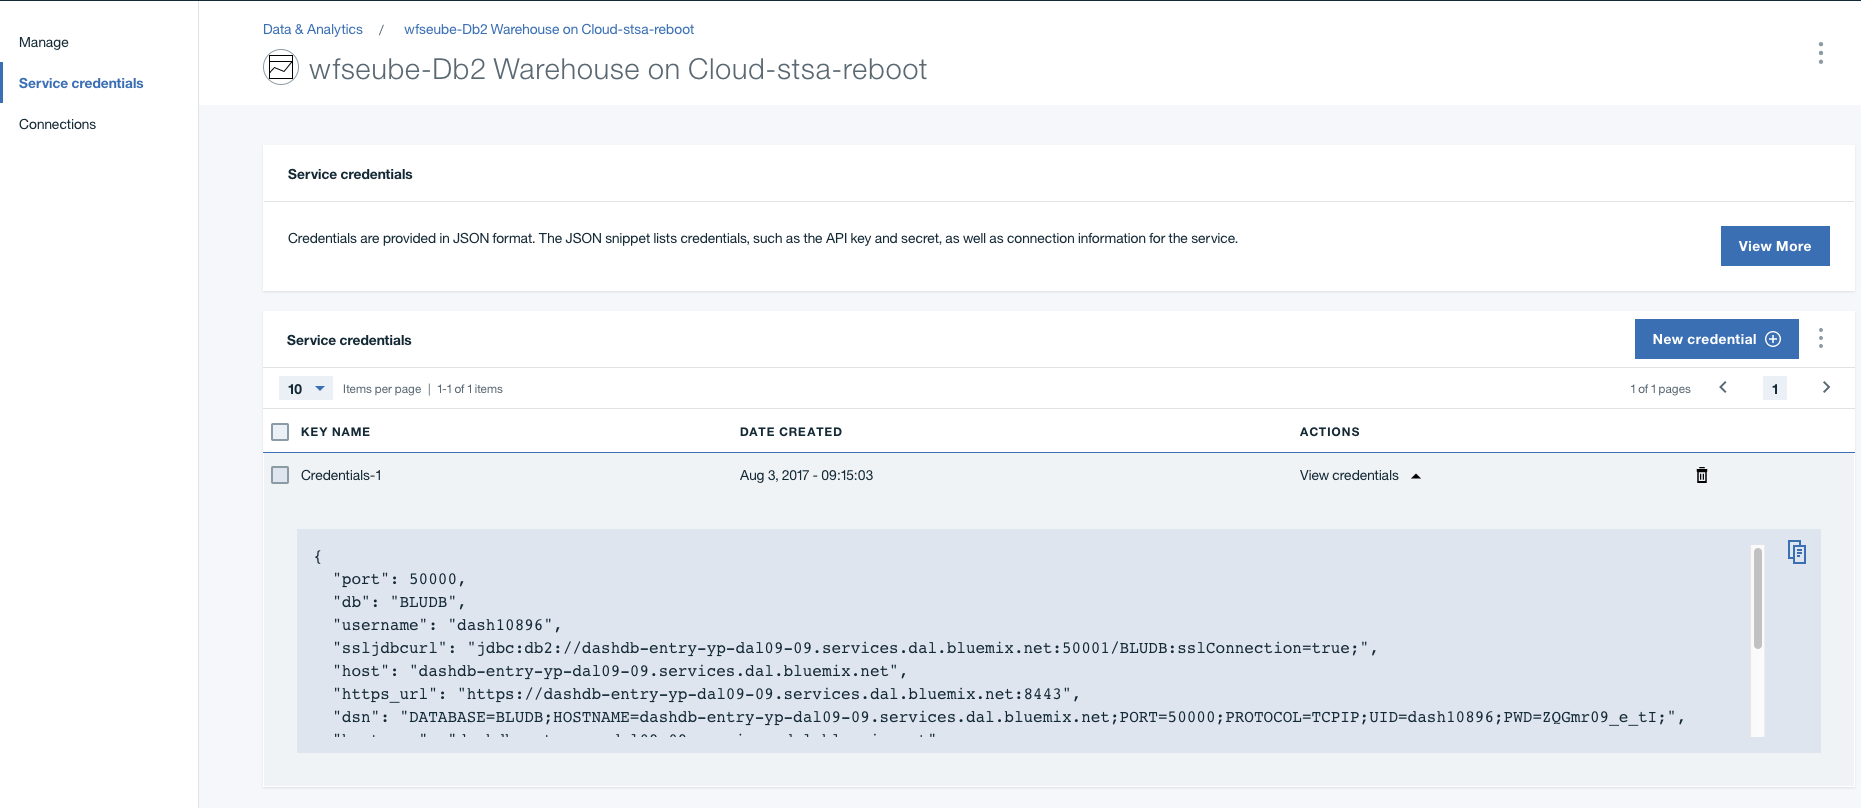 Manage
Service credentials
Connections
Data & Analytics / wfseube-Db2 Warehouse on Cloud-stsa-reboot
wfseube-Db2 Warehouse on Cloud-stsa-reboot
Service credentials
Credentials are provided in JSON format. The JSON snippet lists credentials, such as the API key and secret, as well as connection information for the service.
View More
Service credentials
New credential
10 Items per page | 1-1 of 1 items
1 of 1 pages 1
KEY NAME DATE CREATED ACTIONS
Credentials-1 Aug 3, 2017 - 09:15:03 View credentials
{
"port": 50000,
"db": "BLUDB",
"username": "dash10896",
"ssljdbcurl": "jdbc:db2://dashdb-entry-yp-dal09-09.services.dal.bluemix.net:50001/BLUDB:sslConnection=true;",
"host": "dashdb-entry-yp-dal09-09.services.dal.bluemix.net",
"https_url": "https://dashdb-entry-yp-dal09-09.services.dal.bluemix.net:8443",
"dsn": "DATABASE=BLUDB;HOSTNAME=dashdb-entry-yp-dal09-09.services.dal.bluemix.net;PORT=50000;PROTOCOL=TCPIP;UID=dash10896;PWD=ZQGmr09_e_tI;",